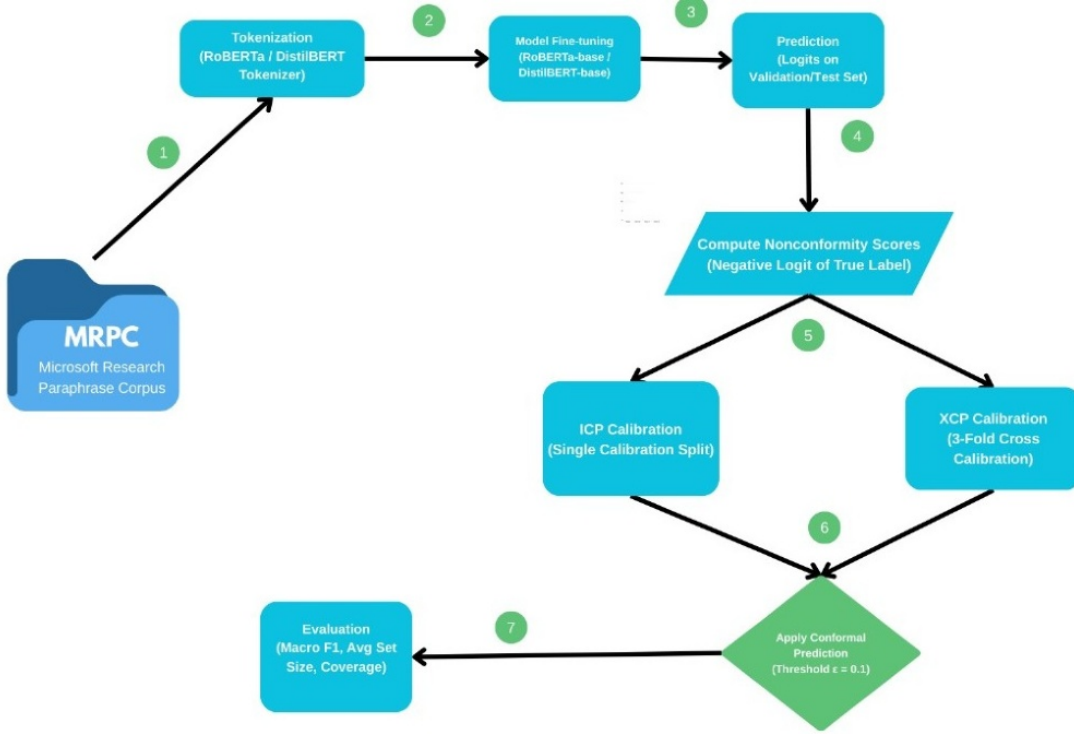 1
Tokenization
(RoBERTa / DistilBERT
Tokenizer)
2
Model Fine-tuning
(RoBERTa-base /
DistilBERT-base)
3
Prediction
(Logits on
Validation/Test Set)
4
MRPC
Microsoft Research
Paraphrase Corpus
Compute Nonconformity Scores
(Negative Logit of True Label)
5
ICP Calibration
(Single Calibration Split)
XCP Calibration
(3-Fold Cross
Calibration)
6
Apply Conformal
Prediction
(Threshold ε = 0.1)
7
Evaluation
(Macro F1, Avg Set
Size, Coverage)